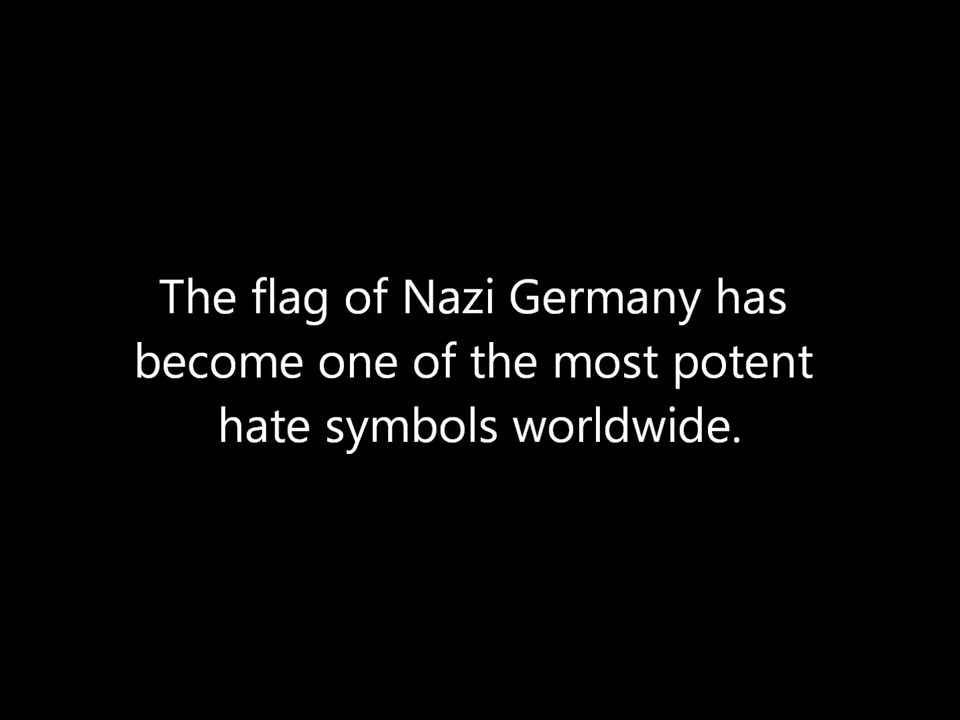 The flag of Nazi Germany has
become one of the most potent
hate symbols worldwide.